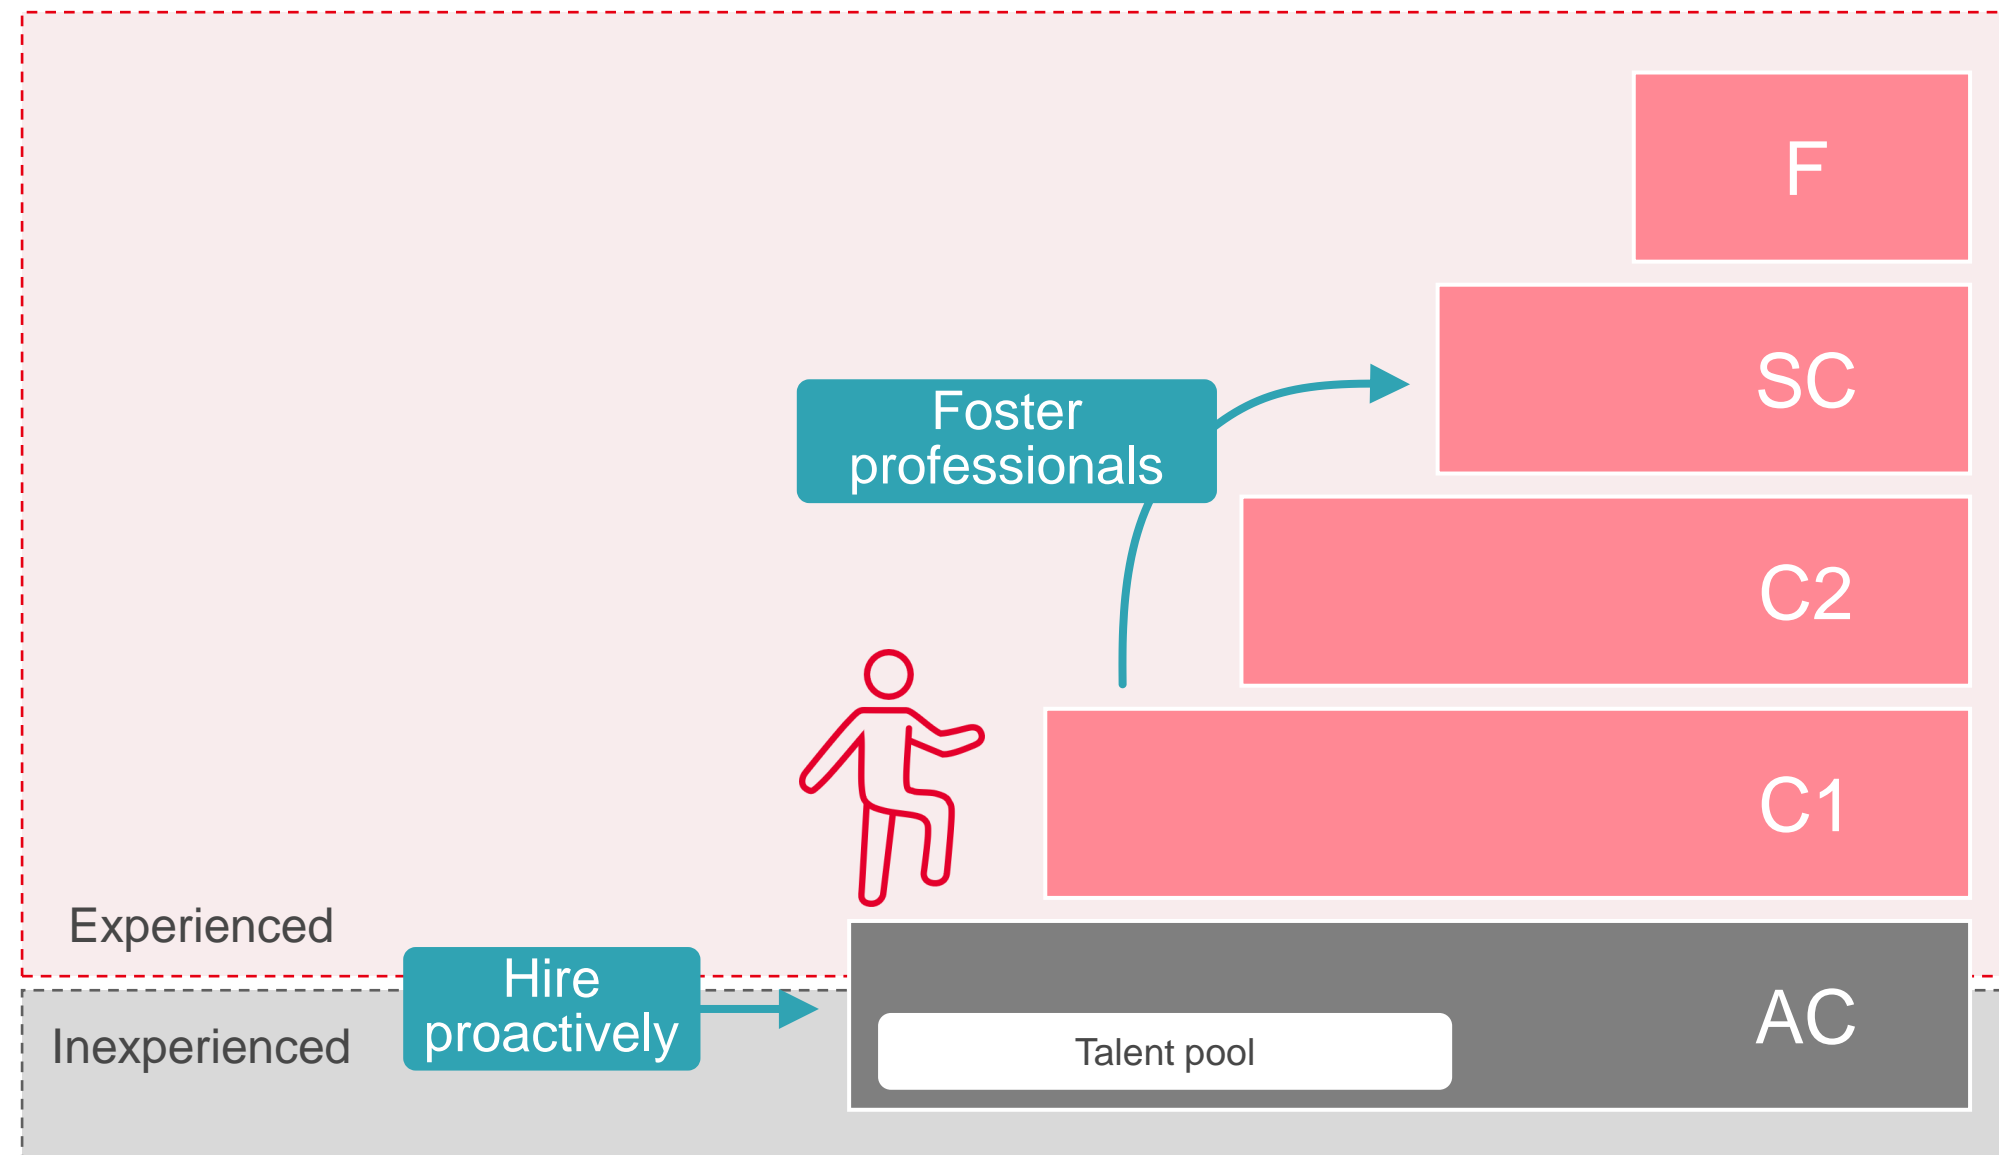 F
SC
Foster
professionals
C2
C1
Experienced
Hire
proactively
AC
Inexperienced
Talent pool